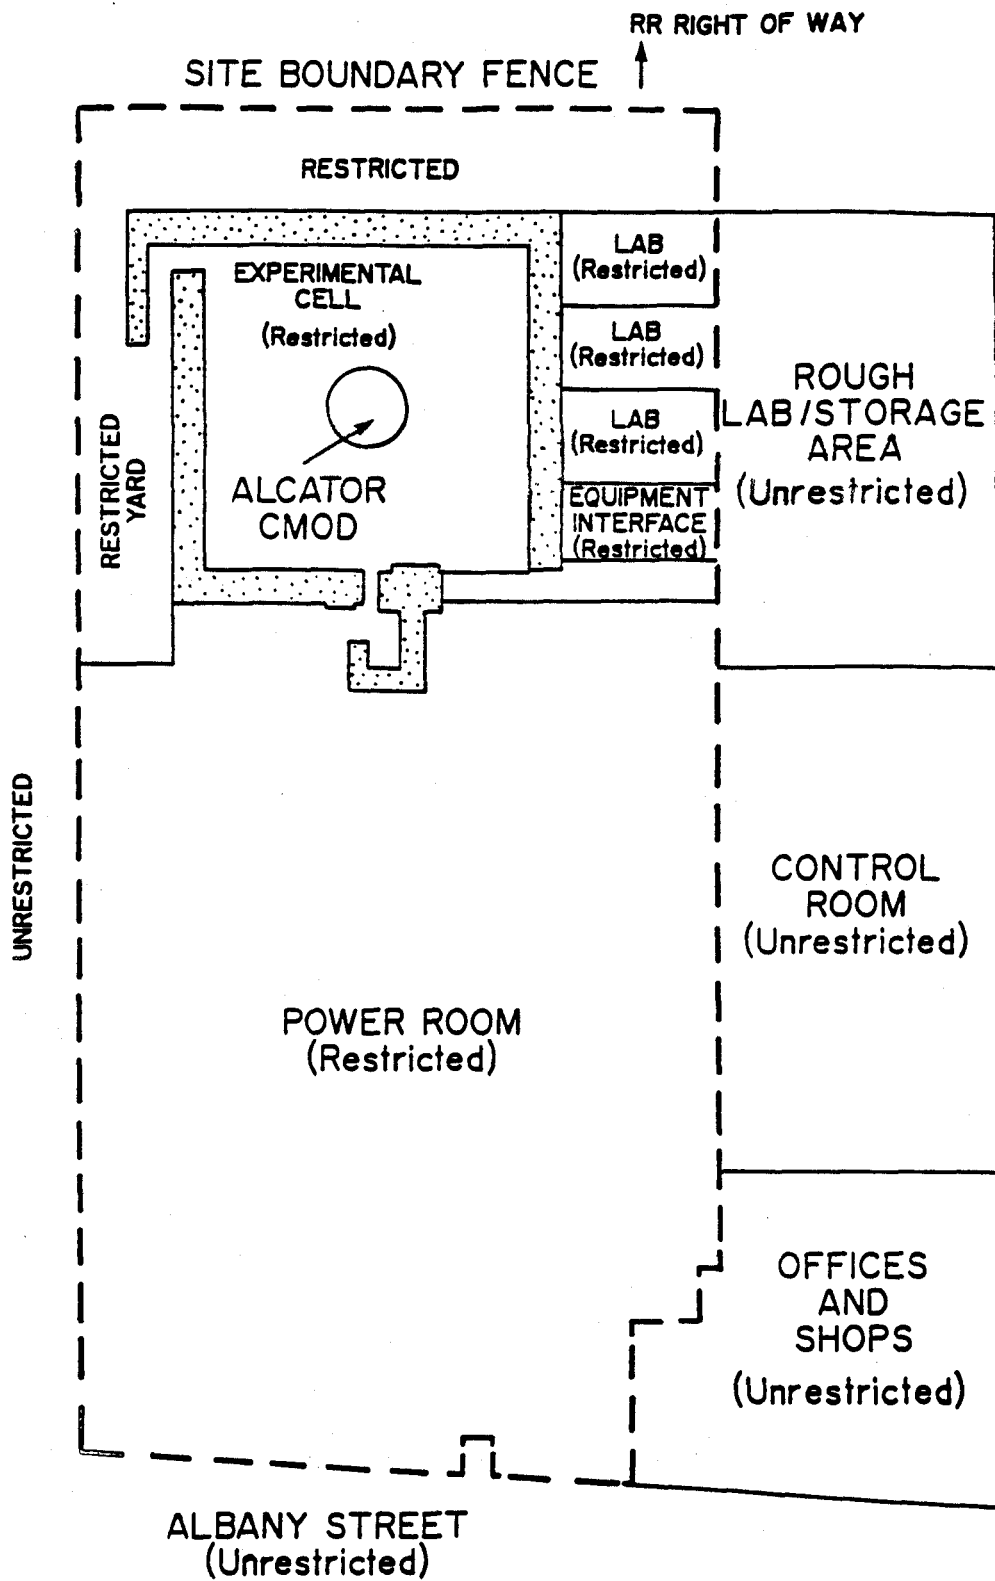 RR RIGHT OF WAY
SITE BOUNDARY FENCE
RESTRICTED
LAB
(Restricted)
EXPERIMENTAL
CELL
(Restricted)
LAB
(Restricted)
ROUGH
LAB/STORAGE
AREA
(Unrestricted)
LAB
(Restricted)
RESTRICTED
YARD
ALCATOR
CMOD
EQUIPMENT
INTERFACE
(Restricted)
UNRESTRICTED
CONTROL
ROOM
(Unrestricted)
POWER ROOM
(Restricted)
OFFICES
AND
SHOPS
(Unrestricted)
ALBANY STREET
(Unrestricted)